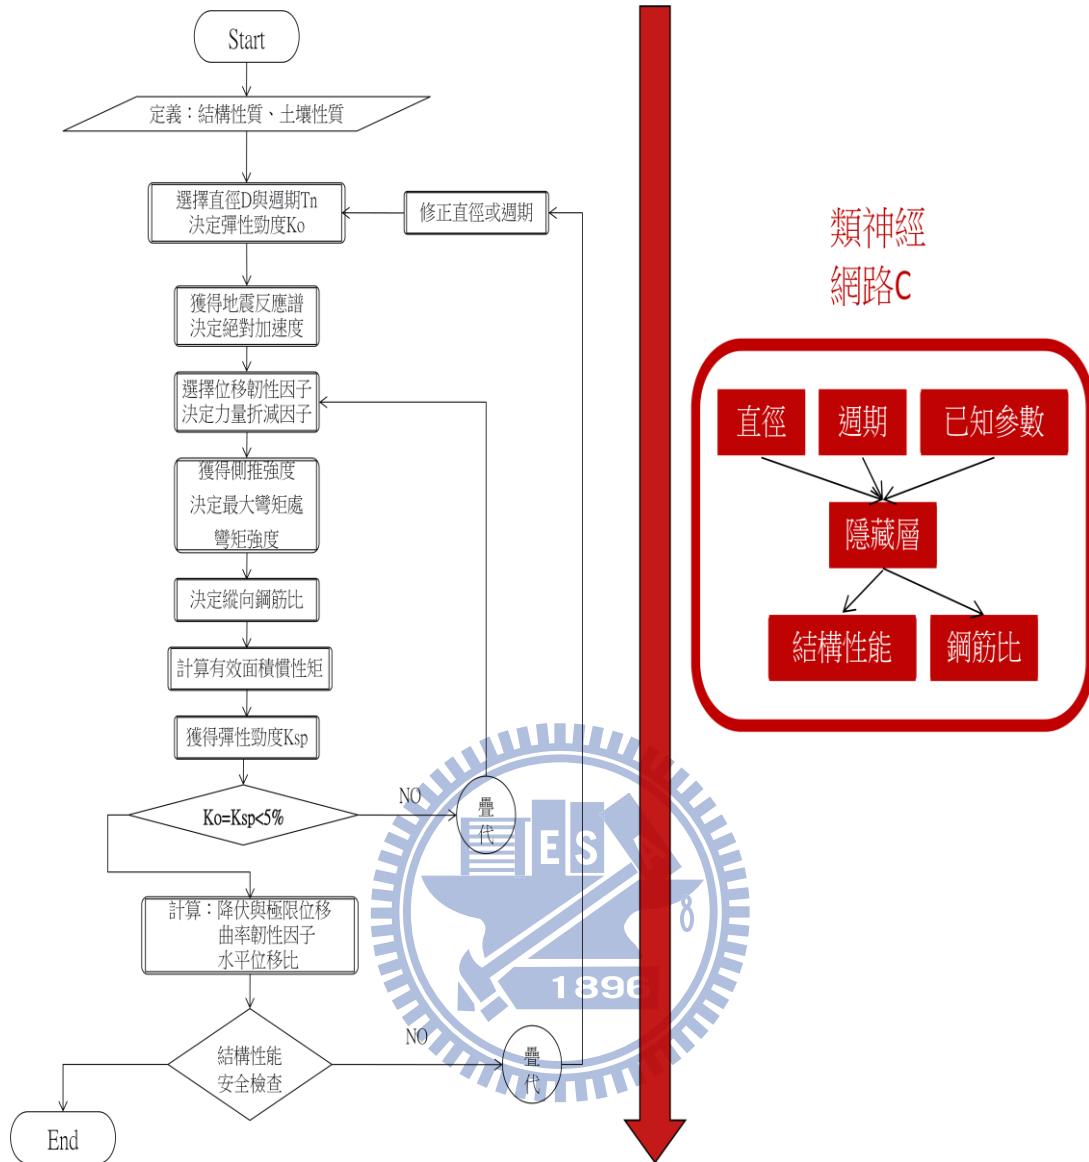 Start
定義：結構性質、土壤性質
選擇直徑D與週期Tn
決定彈性勁度Ko
修正直徑或週期
獲得地震反應譜
決定絕對加速度
選擇位移韌性因子
決定力量折減因子
獲得側推強度
決定最大彎矩處
彎矩強度
決定縱向鋼筋比
計算有效面積慣性矩
獲得彈性勁度Ksp
Ko=Ksp<5%
NO
疊
代
計算：降伏與極限位移
曲率韌性因子
水平位移比
結構性能
安全檢查
NO
疊
代
End
類神經
網路C
直徑
週期
已知參數
隱藏層
結構性能
鋼筋比
E S A
8
1896